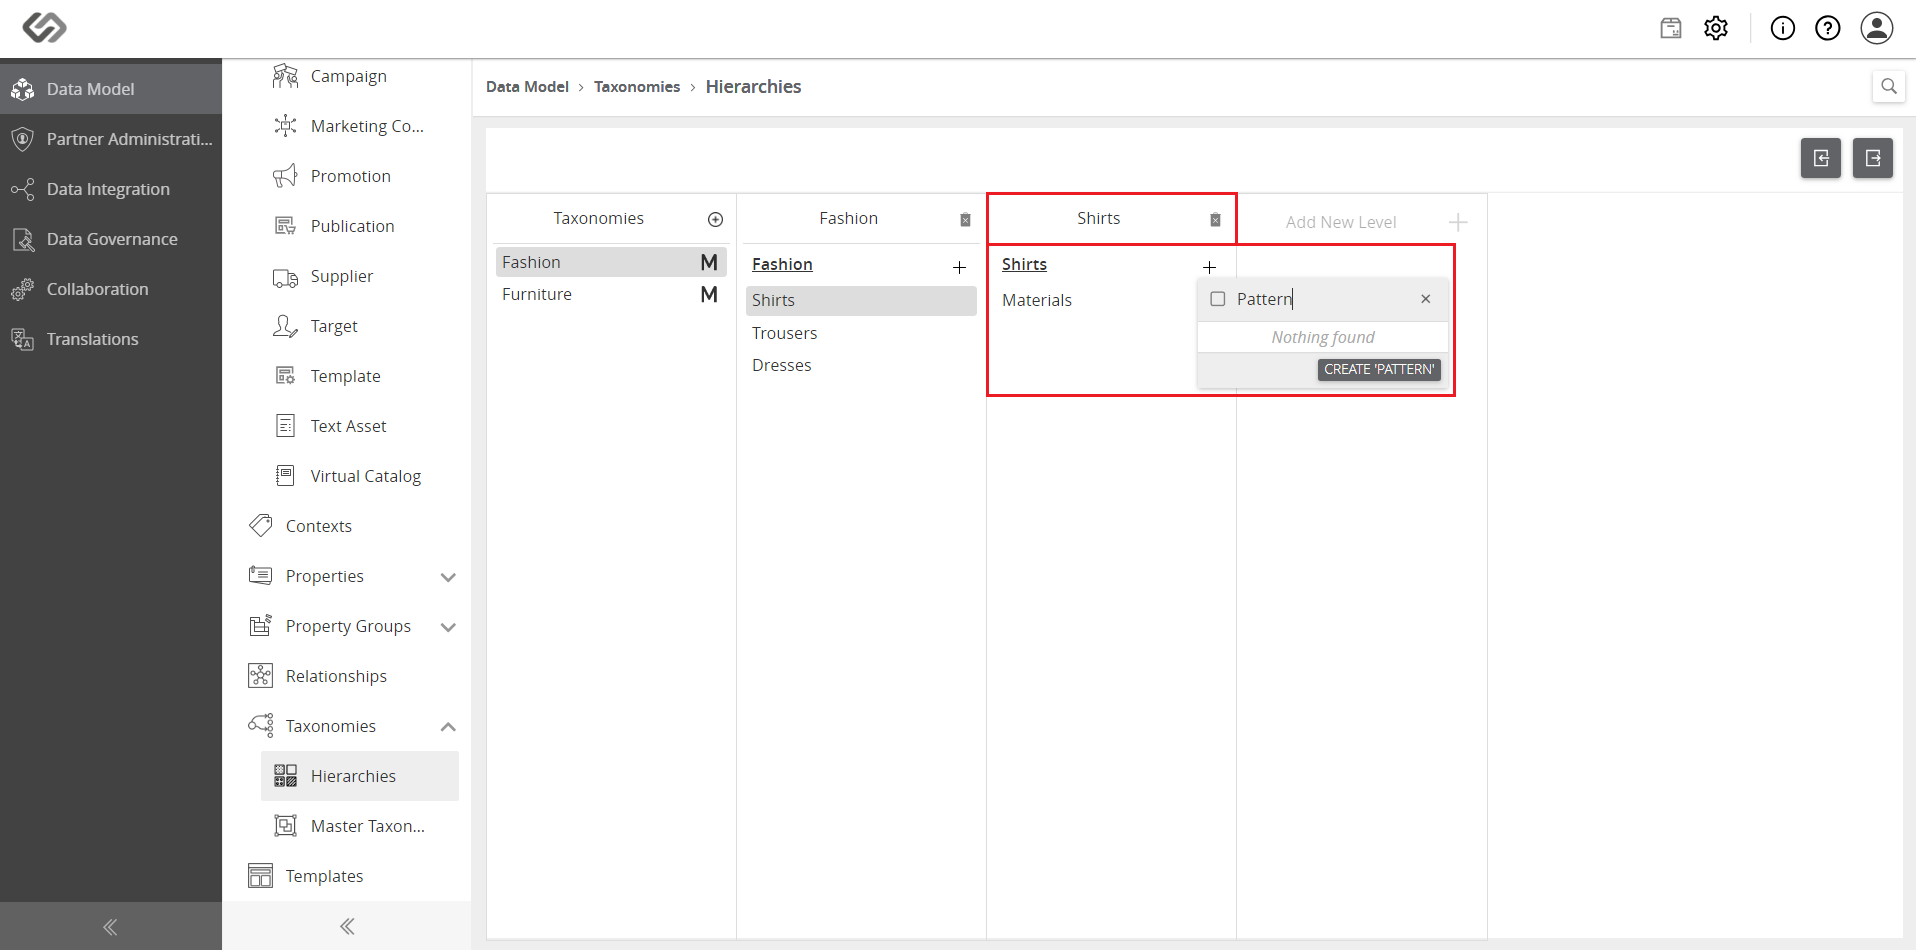 Data Model
Partner Administrati...
Data Integration
Data Governance
Collaboration
Translations
Campaign
Marketing Co...
Promotion
Publication
Supplier
Target
Template
Text Asset
Virtual Catalog
Contexts
Properties
Property Groups
Relationships
Taxonomies
Hierarchies
Master Taxon...
Templates
Data Model > Taxonomies > Hierarchies
Taxonomies
Fashion M
Furniture M
Fashion
Fashion
Shirts
Trousers
Dresses
Shirts
Shirts
Materials
Add New Level
Pattern
Nothing found
CREATE 'PATTERN'